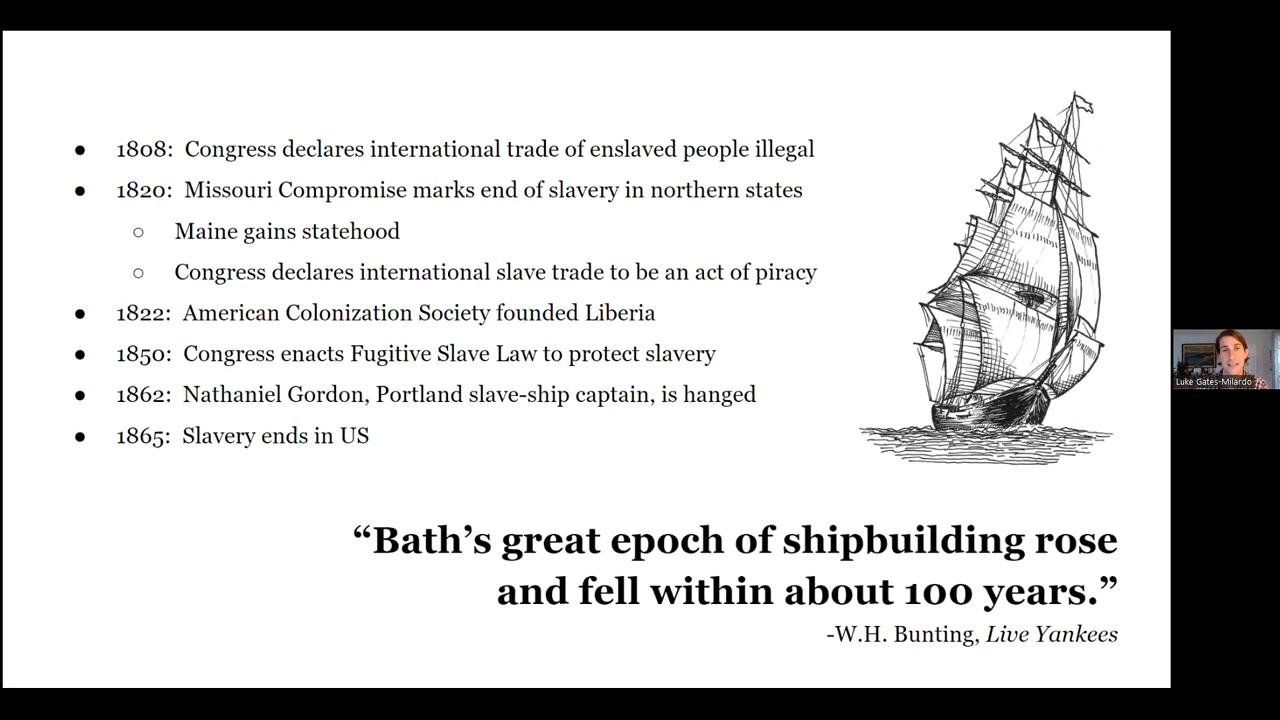 ● 1808: Congress declares international trade of enslaved people illegal
● 1820: Missouri Compromise marks end of slavery in northern states
○ Maine gains statehood
○ Congress declares international slave trade to be an act of piracy
● 1822: American Colonization Society founded Liberia
● 1850: Congress enacts Fugitive Slave Law to protect slavery
● 1862: Nathaniel Gordon, Portland slave-ship captain, is hanged
● 1865: Slavery ends in US
Luke Gates-Milardo
“Bath’s great epoch of shipbuilding rose
and fell within about 100 years.”
-W.H. Bunting, Live Yankees